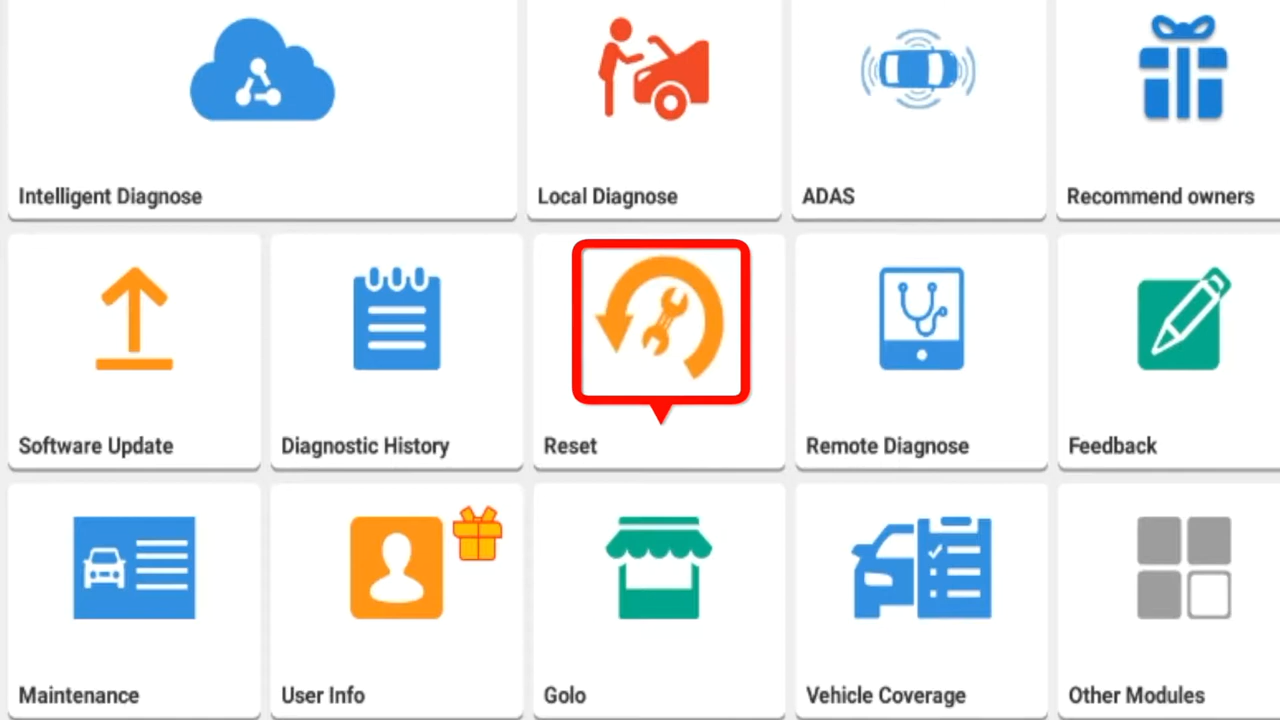 Intelligent Diagnose
Local Diagnose
ADAS
Recommend owners
Software Update
Diagnostic History
Reset
Remote Diagnose
Feedback
Maintenance
User Info
Golo
Vehicle Coverage
Other Modules